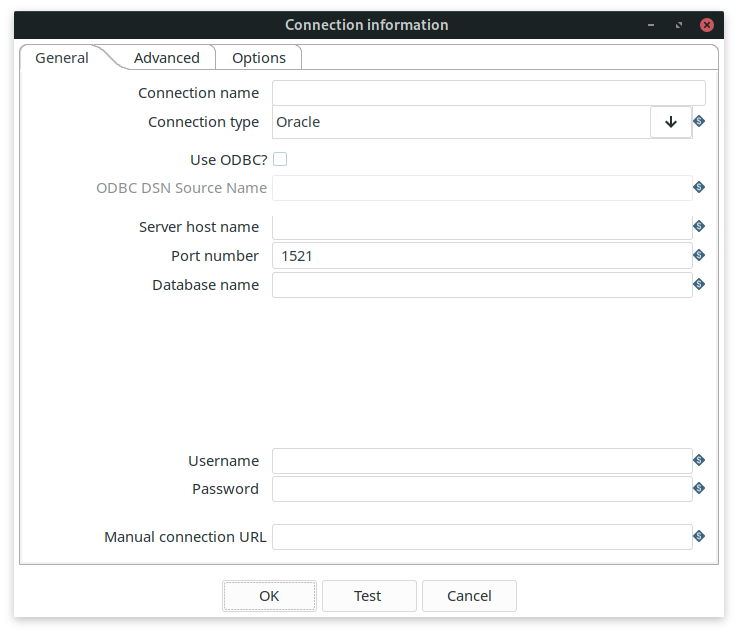 Connection information
General Advanced Options
Connection name
Connection type Oracle
Use ODBC?
ODBC DSN Source Name
Server host name
Port number 1521
Database name
Username
Password
Manual connection URL
OK Test Cancel